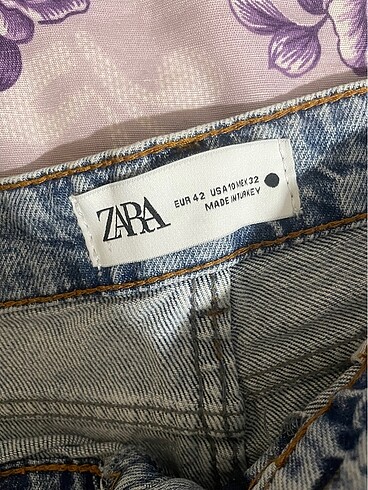 ZARA
EUR 42 USA 10 MEX 32
MADE IN TURKEY